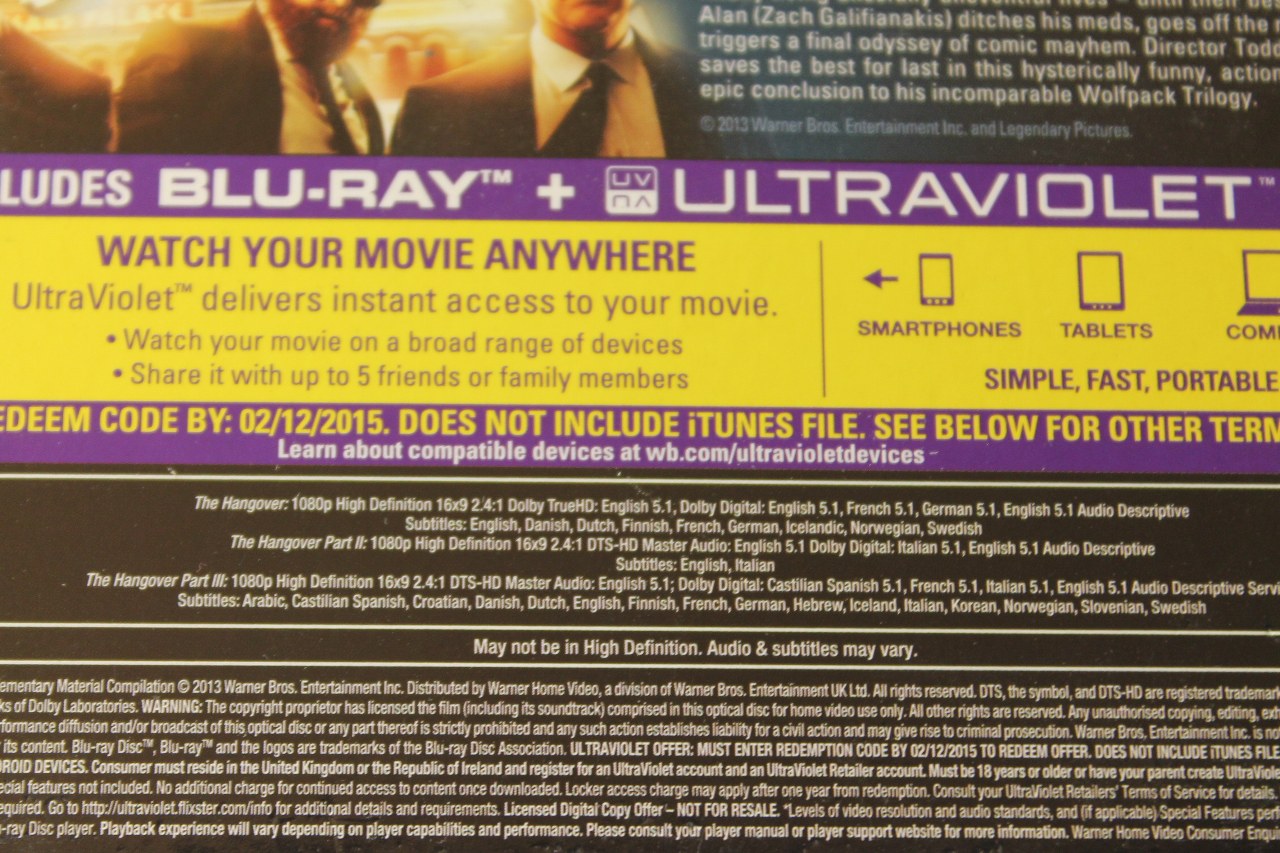 Alan (Zach Galifianakis) ditches his meds, goes off the
triggers a final odyssey of comic mayhem. Director Todd
saves the best for last in this hysterically funny, action
epic conclusion to his incomparable Wolfpack Trilogy.
© 2013 Warner Bros. Entertainment Inc. and Legendary Pictures.
LUDES BLU-RAY™ + UV ULTRAVIOLET™
WATCH YOUR MOVIE ANYWHERE
UltraViolet™ delivers instant access to your movie.
• Watch your movie on a broad range of devices
• Share it with up to 5 friends or family members
SMARTPHONES TABLETS COM
SIMPLE, FAST, PORTABLE
EDEEM CODE BY: 02/12/2015. DOES NOT INCLUDE iTUNES FILE. SEE BELOW FOR OTHER TERM
Learn about compatible devices at wb.com/ultravioletdevices
The Hangover: 1080p High Definition 16x9 2.4:1 Dolby TrueHD: English 5.1, Dolby Digital: English 5.1, French 5.1, German 5.1, English 5.1 Audio Descriptive
Subtitles: English, Danish, Dutch, Finnish, French, German, Icelandic, Norwegian, Swedish
The Hangover Part II: 1080p High Definition 16x9 2.4:1 DTS-HD Master Audio: English 5.1 Dolby Digital: Italian 5.1, English 5.1 Audio Descriptive
Subtitles: English, Italian
The Hangover Part III: 1080p High Definition 16x9 2.4:1 DTS-HD Master Audio: English 5.1; Dolby Digital: Castilian Spanish 5.1, French 5.1, Italian 5.1, English 5.1 Audio Descriptive Servi
Subtitles: Arabic, Castilian Spanish, Croatian, Danish, Dutch, English, Finnish, French, German, Hebrew, Iceland, Italian, Korean, Norwegian, Slovenian, Swedish
May not be in High Definition. Audio & subtitles may vary.
ementary Material Compilation © 2013 Warner Bros. Entertainment Inc. Distributed by Warner Home Video, a division of Warner Bros. Entertainment UK Ltd. All rights reserved. DTS, the symbol, and DTS-HD are registered trademar
ks of Dolby Laboratories. WARNING: The copyright proprietor has licensed the film (including its soundtrack) comprised in this optical disc for home video use only. All other rights are reserved. Any unauthorised copying, editing, ex
rformance diffusion and/or broadcast of this optical disc or any part thereof is strictly prohibited and any such action establishes liability for a civil action and may give rise to criminal prosecution. Warner Bros. Entertainment Inc. is no
its content. Blu-ray Disc™, Blu-ray™ and the logos are trademarks of the Blu-ray Disc Association. ULTRAVIOLET OFFER: MUST ENTER REDEMPTION CODE BY 02/12/2015 TO REDEEM OFFER. DOES NOT INCLUDE iTUNES FILE
ROID DEVICES. Consumer must reside in the United Kingdom or the Republic of Ireland and register for an UltraViolet account and an UltraViolet Retailer account. Must be 18 years or older or have your parent create UltraViole
ecial features not included. No additional charge for continued access to content once downloaded. Locker access charge may apply after one year from redemption. Consult your UltraViolet Retailers' Terms of Service for details.
equired. Go to http://ultraviolet.flixster.com/info for additional details and requirements. Licensed Digital Copy Offer – NOT FOR RESALE. *Levels of video resolution and audio standards, and (if applicable) Special Features per
-ray Disc player. Playback experience will vary depending on player capabilities and performance. Please consult your player manual or player support website for more information. Warner Home Video Consumer Enqui